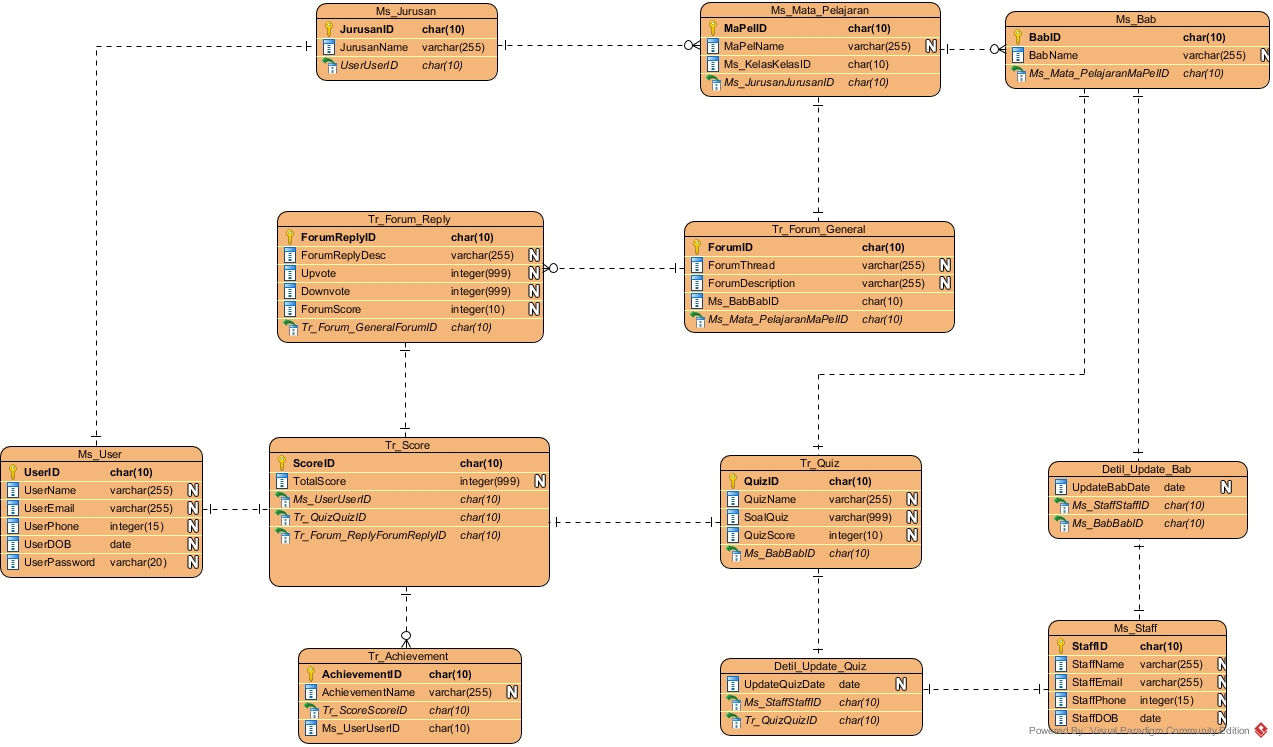 Ms_Jurusan
JurusanID char(10)
JurusanName varchar(255)
UserUserID char(10)
Ms_Mata_Pelajaran
MaPelID char(10)
MaPelName varchar(255) N
Ms_KelasKelasID char(10)
Ms_JurusanJurusanID char(10)
Ms_Bab
BabID char(10)
BabName varchar(255) N
Ms_Mata_PelajaranMaPelID char(10)
Tr_Forum_Reply
ForumReplyID char(10)
ForumReplyDesc varchar(255) N
Upvote integer(999) N
Downvote integer(999) N
ForumScore integer(10) N
Tr_Forum_GeneralForumID char(10)
Tr_Forum_General
ForumID char(10)
ForumThread varchar(255) N
ForumDescription varchar(255) N
Ms_BabBabID char(10)
Ms_Mata_PelajaranMaPelID char(10)
Ms_User
UserID char(10)
UserName varchar(255) N
UserEmail varchar(255) N
UserPhone integer(15) N
UserDOB date N
UserPassword varchar(20) N
Tr_Score
ScoreID char(10)
TotalScore integer(999) N
Ms_UserUserID char(10)
Tr_QuizQuizID char(10)
Tr_Forum_ReplyForumReplyID char(10)
Tr_Quiz
QuizID char(10)
QuizName varchar(255) N
SoalQuiz varchar(999) N
QuizScore integer(10) N
Ms_BabBabID char(10)
Detil_Update_Bab
UpdateBabDate date N
Ms_StaffStaffID char(10)
Ms_BabBabID char(10)
Tr_Achievement
AchievementID char(10)
AchievementName varchar(255) N
Tr_ScoreScoreID char(10)
Ms_UserUserID char(10)
Detil_Update_Quiz
UpdateQuizDate date N
Ms_StaffStaffID char(10)
Tr_QuizQuizID char(10)
Ms_Staff
StaffID char(10)
StaffName varchar(255) N
StaffEmail varchar(255) N
StaffPhone integer(15) N
StaffDOB date N
Powered By Visual Paradigm Community Edition